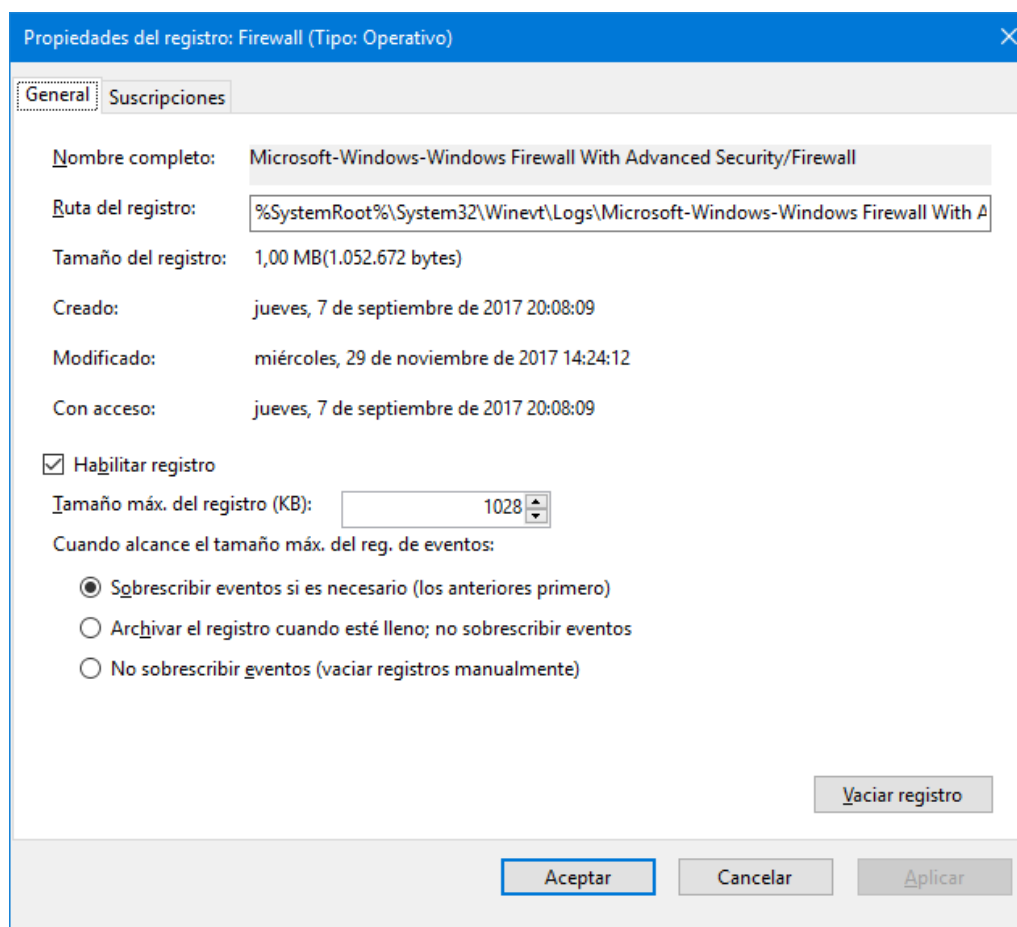 Propiedades del registro: Firewall (Tipo: Operativo)
General Suscripciones
Nombre completo: Microsoft-Windows-Windows Firewall With Advanced Security/Firewall
Ruta del registro: %SystemRoot%\System32\Winevt\Logs\Microsoft-Windows-Windows Firewall With A
Tamaño del registro: 1,00 MB(1.052.672 bytes)
Creado: jueves, 7 de septiembre de 2017 20:08:09
Modificado: miércoles, 29 de noviembre de 2017 14:24:12
Con acceso: jueves, 7 de septiembre de 2017 20:08:09
Habilitar registro
Tamaño máx. del registro (KB): 1028
Cuando alcance el tamaño máx. del reg. de eventos:
Sobrescribir eventos si es necesario (los anteriores primero)
Archivar el registro cuando esté lleno; no sobrescribir eventos
No sobrescribir eventos (vaciar registros manualmente)
Vaciar registro
Aceptar Cancelar Aplicar